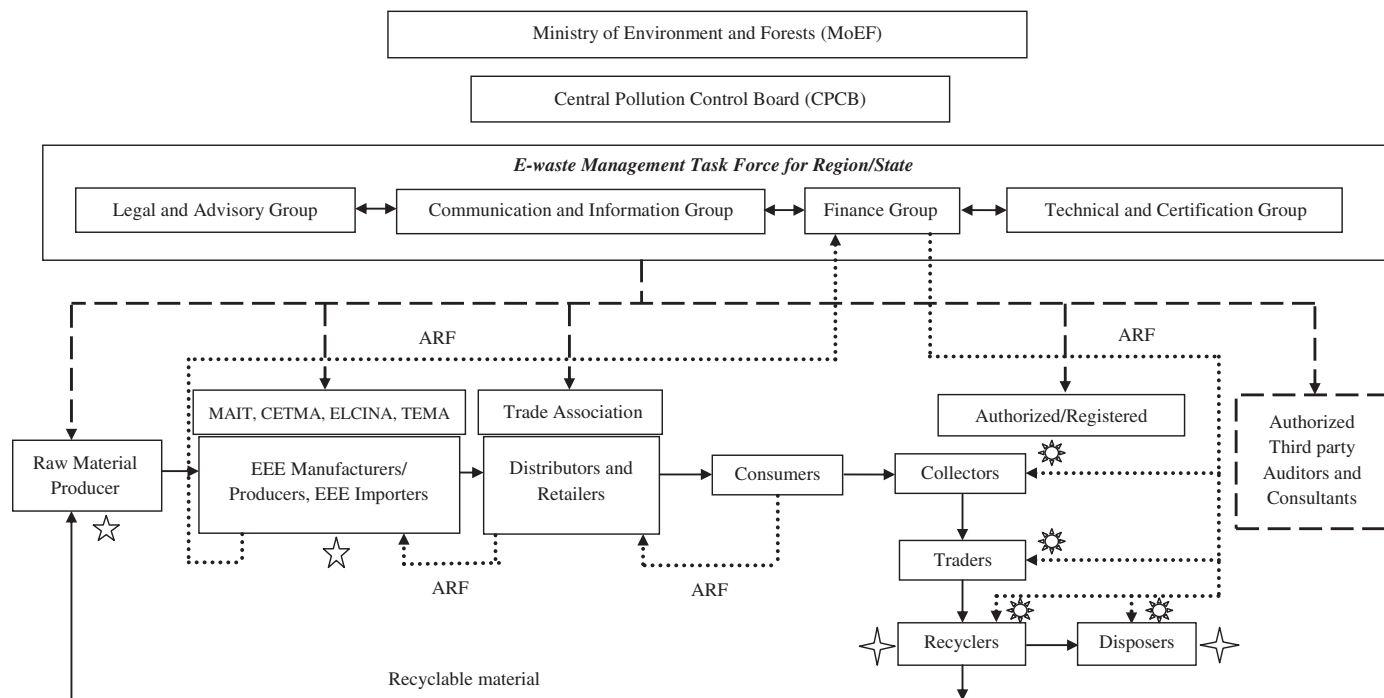 Ministry of Environment and Forests (MoEF)
Central Pollution Control Board (CPCB)
E-waste Management Task Force for Region/State
Legal and Advisory Group
Communication and Information Group
Finance Group
Technical and Certification Group
ARF
ARF
MAIT, CETMA, ELCINA, TEMA
Trade Association
Authorized/Registered
Authorized
Third party
Auditors and
Consultants
Raw Material
Producer
EEE Manufacturers/
Producers, EEE Importers
Distributors and
Retailers
Consumers
Collectors
Traders
ARF
ARF
Recyclers
Disposers
Recyclable material